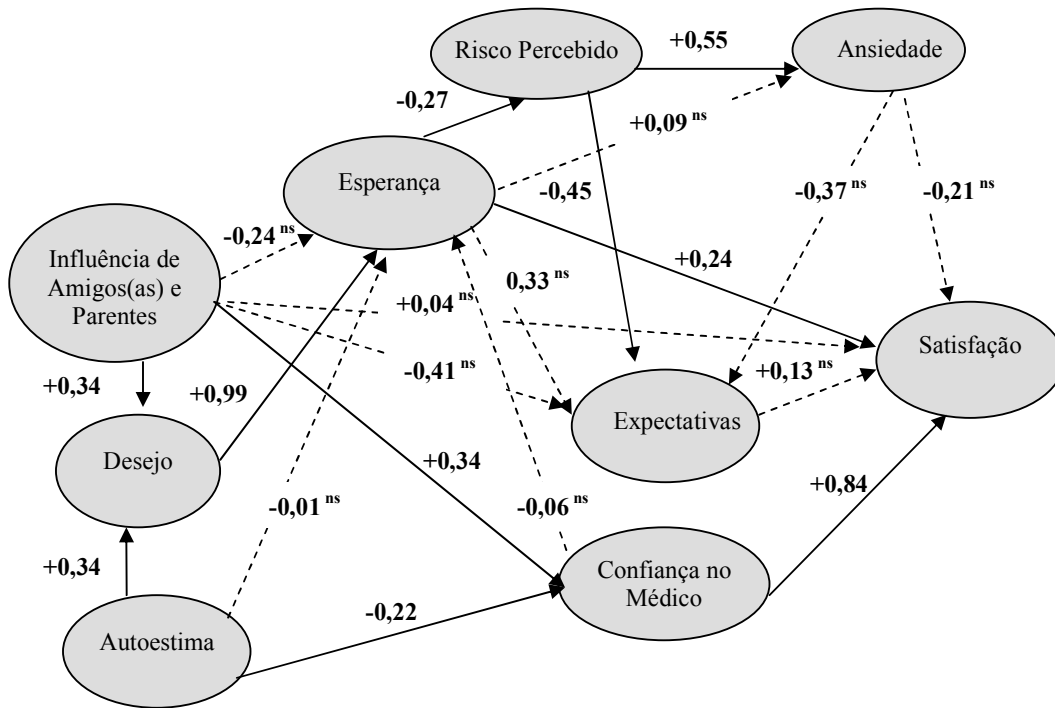 +0,55
Risco Percebido
Ansiedade
-0,27
+0,09 ns
Esperança
-0,45
-0,37 ns
-0,21 ns
-0,24 ns
Influência de
Amigos(as) e
Parentes
+0,04 ns
0,33 ns
+0,24
Satisfação
+0,34
+0,99
-0,41 ns
+0,13 ns
Expectativas
Desejo
+0,34
+0,84
-0,01 ns
-0,06 ns
+0,34
Confiança no
Médico
-0,22
Autoestima